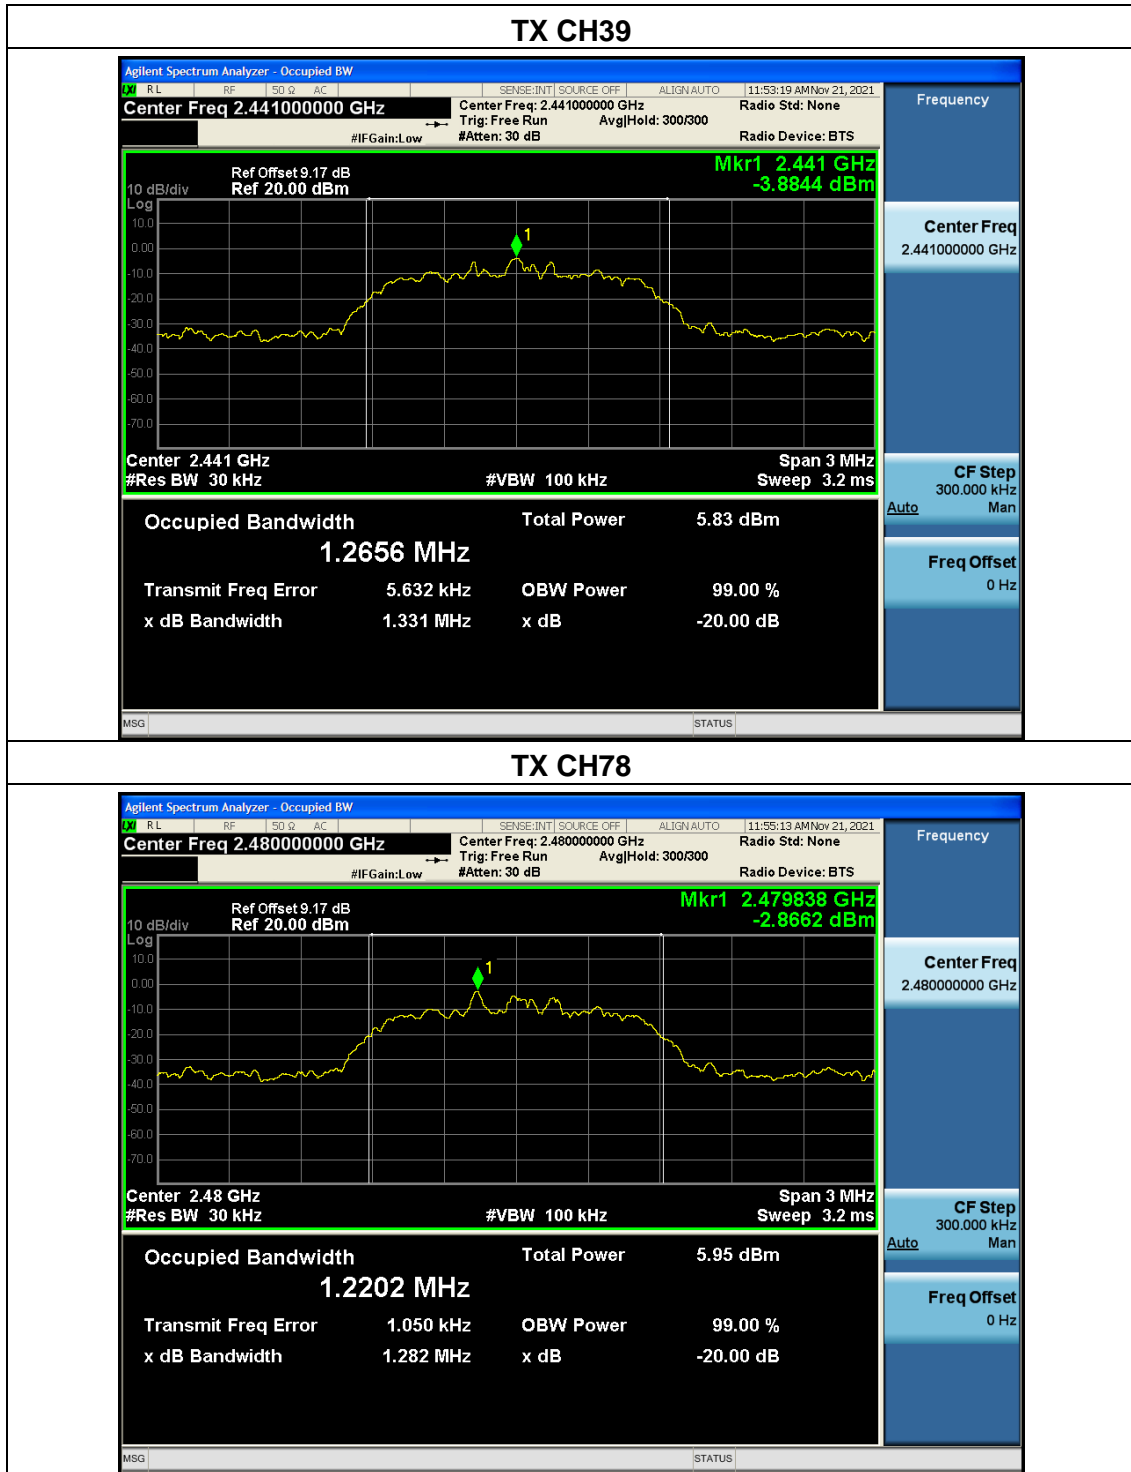 TX CH39
Agilent Spectrum Analyzer - Occupied BW
LXI RL RF 50 Ω AC SENSE:INT SOURCE OFF ALIGN AUTO 11:53:19 AM Nov 21, 2021
Center Freq 2.441000000 GHz
Center Freq: 2.441000000 GHz Radio Std: None
Trig: Free Run Avg|Hold: 300/300
#IFGain:Low #Atten: 30 dB Radio Device: BTS
Frequency
Mkr1 2.441 GHz
-3.8844 dBm
Ref Offset 9.17 dB
10 dB/div Ref 20.00 dBm
Log
10.0
0.00
-10.0
-20.0
-30.0
-40.0
-50.0
-60.0
-70.0
1
Center Freq
2.441000000 GHz
Center 2.441 GHz Span 3 MHz
#Res BW 30 kHz #VBW 100 kHz Sweep 3.2 ms
CF Step
300.000 kHz
Auto Man
Occupied Bandwidth Total Power 5.83 dBm
1.2656 MHz
Transmit Freq Error 5.632 kHz OBW Power 99.00 %
x dB Bandwidth 1.331 MHz x dB -20.00 dB
Freq Offset
0 Hz
MSG STATUS
TX CH78
Agilent Spectrum Analyzer - Occupied BW
LXI RL RF 50 Ω AC SENSE:INT SOURCE OFF ALIGN AUTO 11:55:13 AM Nov 21, 2021
Center Freq 2.480000000 GHz
Center Freq: 2.480000000 GHz Radio Std: None
Trig: Free Run Avg|Hold: 300/300
#IFGain:Low #Atten: 30 dB Radio Device: BTS
Frequency
Mkr1 2.479838 GHz
-2.8662 dBm
Ref Offset 9.17 dB
10 dB/div Ref 20.00 dBm
Log
10.0
0.00
-10.0
-20.0
-30.0
-40.0
-50.0
-60.0
-70.0
1
Center Freq
2.480000000 GHz
Center 2.48 GHz Span 3 MHz
#Res BW 30 kHz #VBW 100 kHz Sweep 3.2 ms
CF Step
300.000 kHz
Auto Man
Occupied Bandwidth Total Power 5.95 dBm
1.2202 MHz
Transmit Freq Error 1.050 kHz OBW Power 99.00 %
x dB Bandwidth 1.282 MHz x dB -20.00 dB
Freq Offset
0 Hz
MSG STATUS